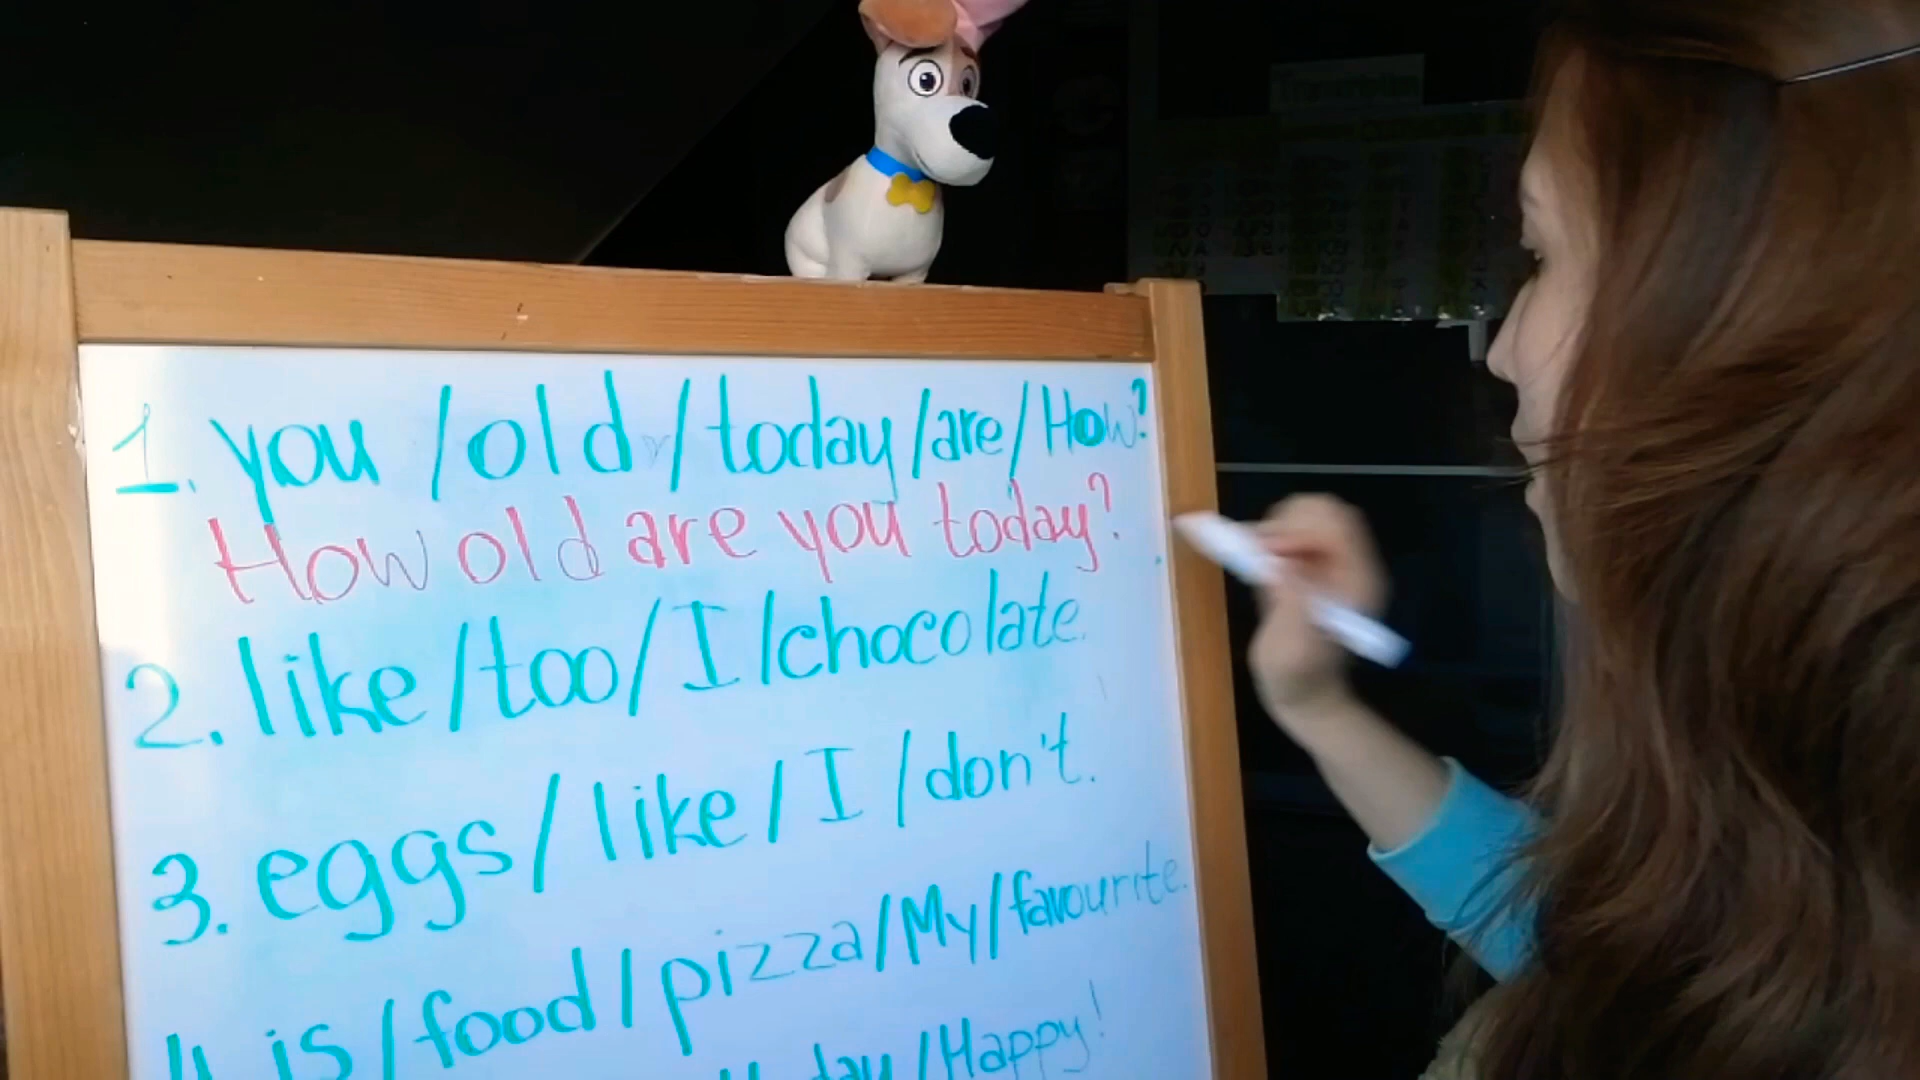 1. you /old /today/are/How?
How old are you today?
2. like/too/I/chocolate.
3. eggs/like/I/don't.
4. is/food/pizza/My/favourite.
day/Happy!